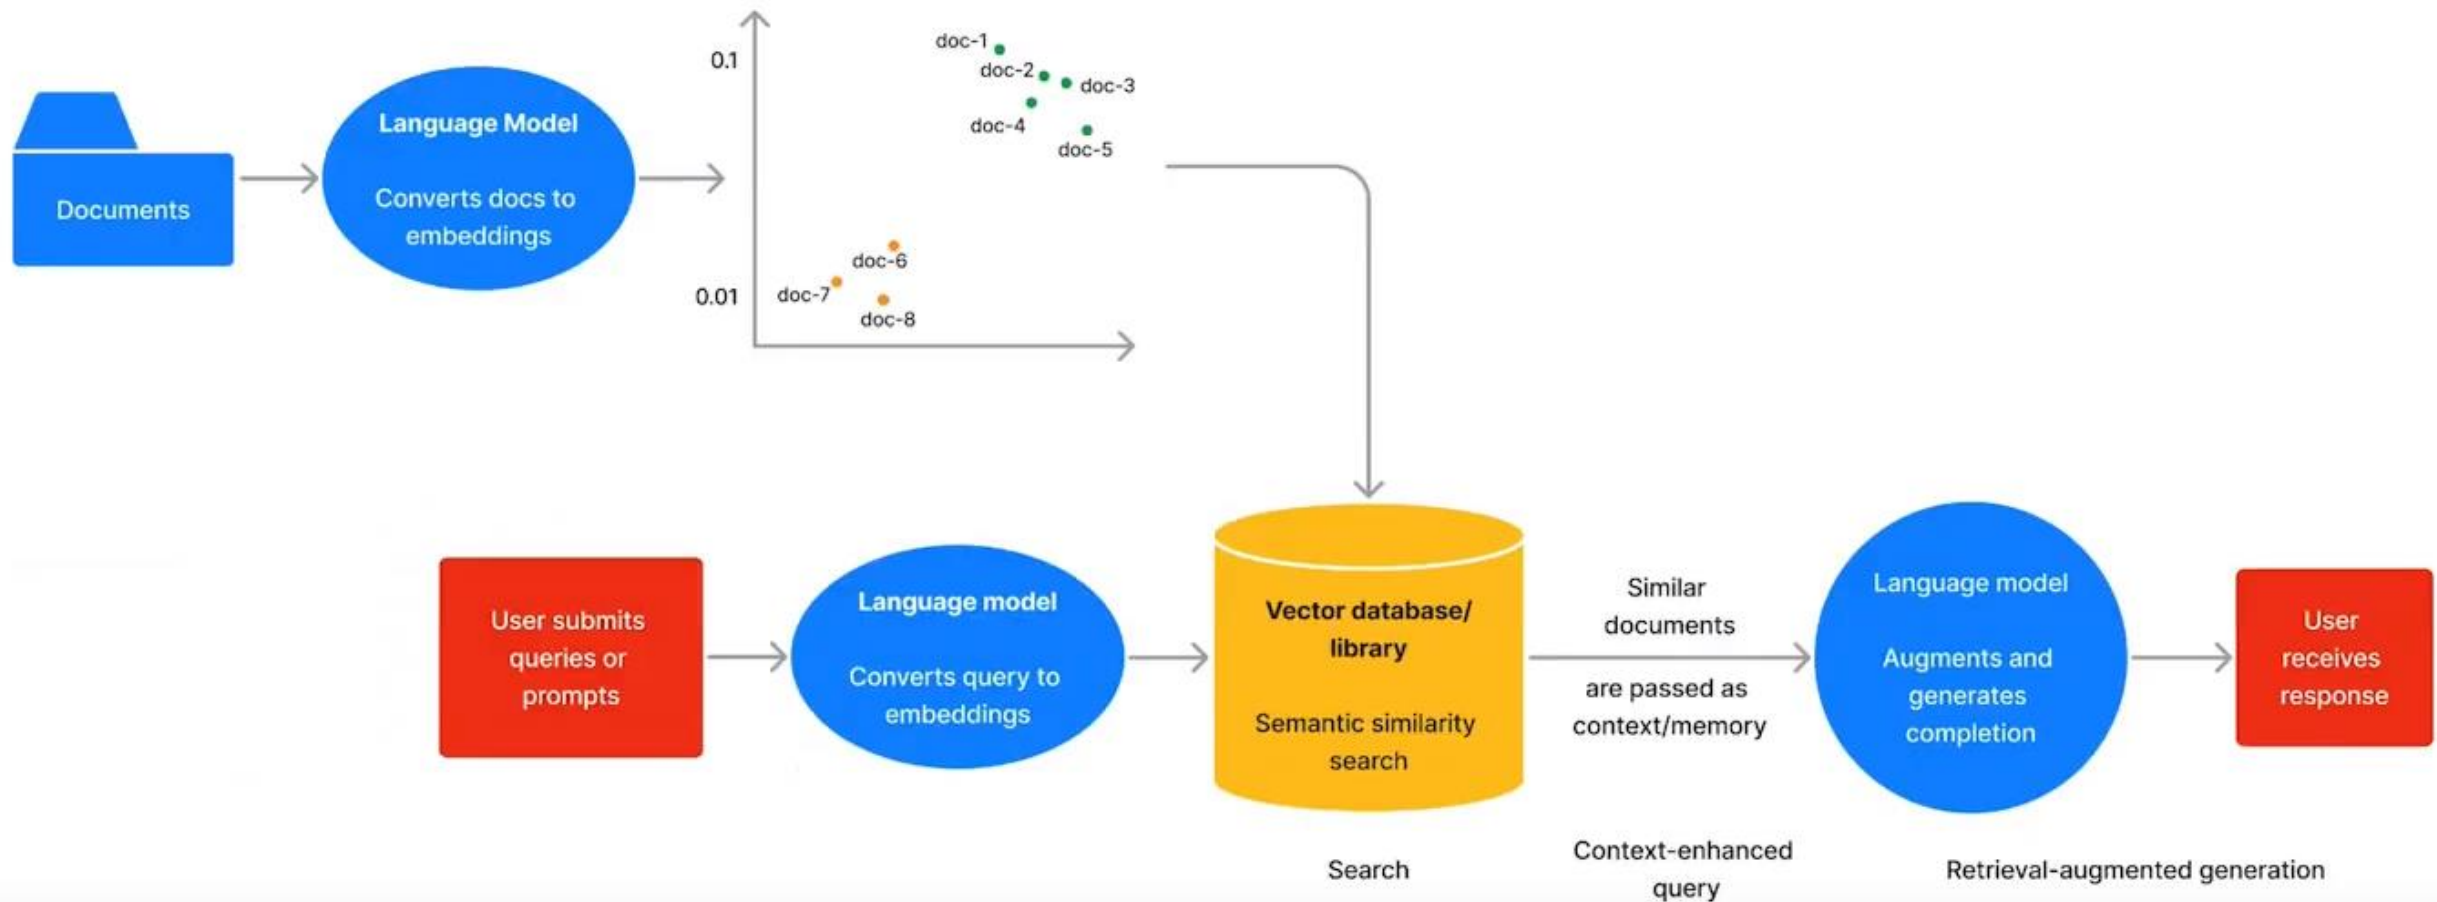 Documents
Language Model
Converts docs to
embeddings
0.1
0.01
doc-1
doc-2
doc-3
doc-4
doc-5
doc-6
doc-7
doc-8
User submits
queries or
prompts
Language model
Converts query to
embeddings
Vector database/
library
Semantic similarity
search
Similar
documents
are passed as
context/memory
Language model
Augments and
generates
completion
User
receives
response
Search
Context-enhanced
query
Retrieval-augmented generation